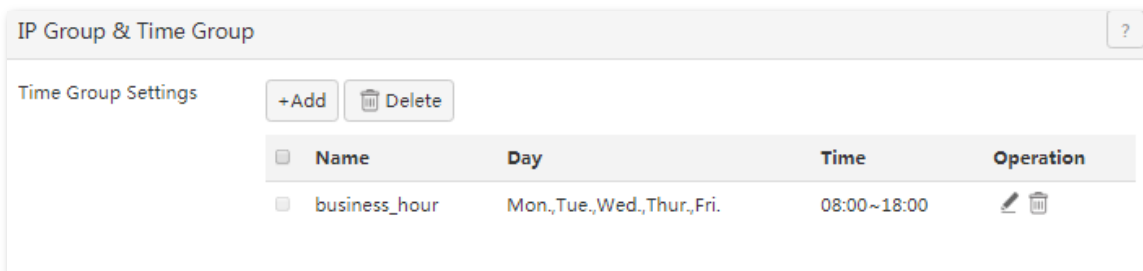 IP Group & Time Group ?
Time Group Settings +Add Delete
Name Day Time Operation
business_hour Mon.,Tue.,Wed.,Thur.,Fri. 08:00~18:00